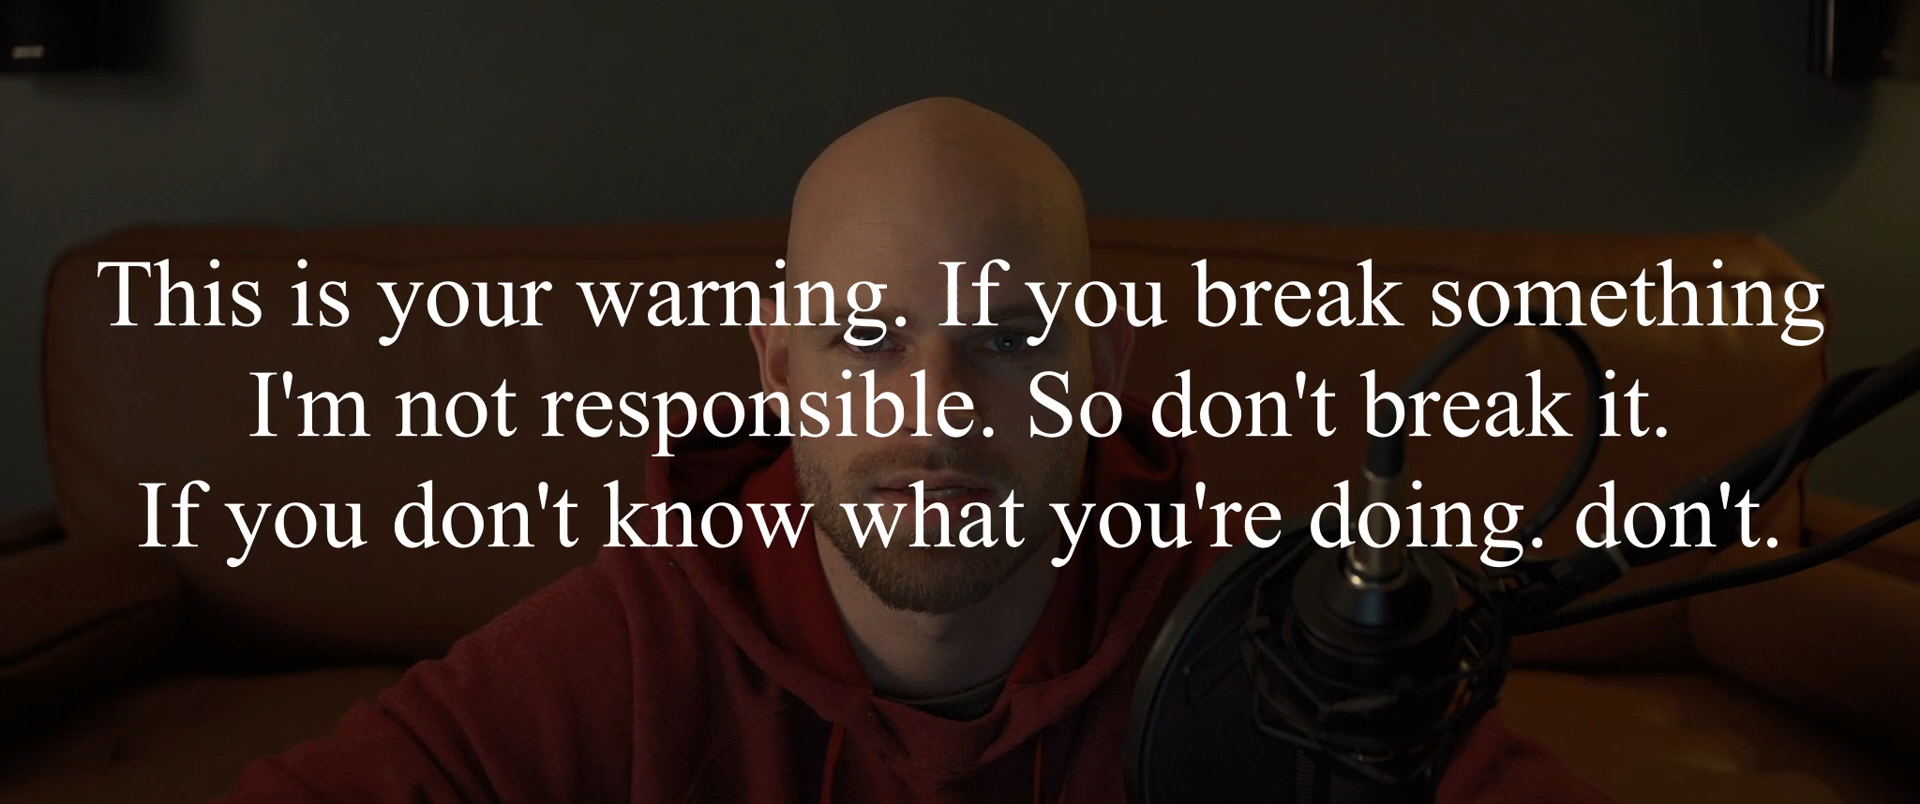 This is your warning. If you break something
I'm not responsible. So don't break it.
If you don't know what you're doing. don't.